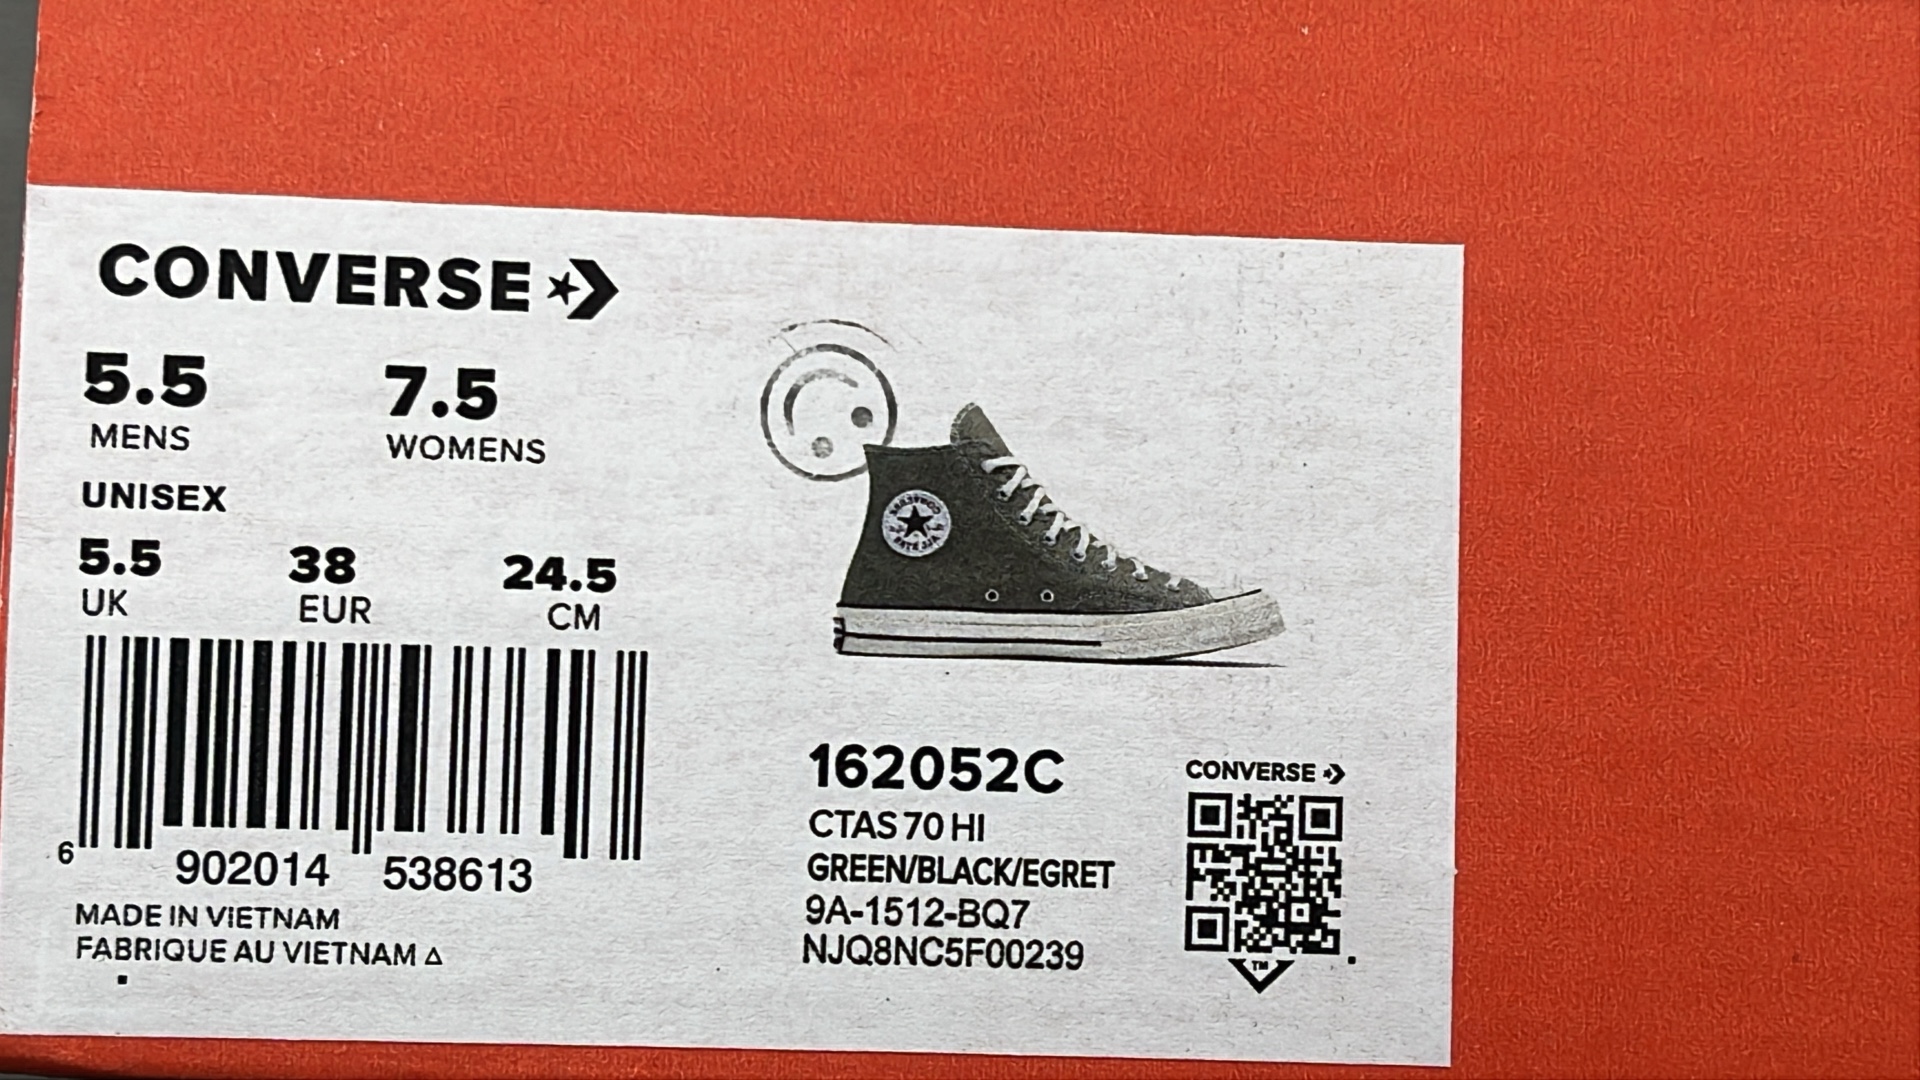 CONVERSE
5.5 7.5
MENS WOMENS
UNISEX
5.5 38 24.5
UK EUR CM
6 902014 538613
MADE IN VIETNAM
FABRIQUE AU VIETNAM △
162052C
CTAS 70 HI
GREEN/BLACK/EGRET
9A-1512-BQ7
NJQ8NC5F00239
CONVERSE
TM